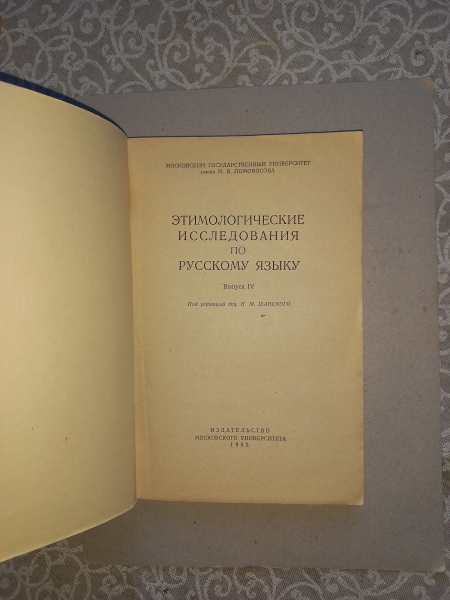 МОСКОВСКИЙ ГОСУДАРСТВЕННЫЙ УНИВЕРСИТЕТ
имени М. В. ЛОМОНОСОВА
ЭТИМОЛОГИЧЕСКИЕ
ИССЛЕДОВАНИЯ
ПО
РУССКОМУ ЯЗЫКУ
Выпуск IV
Под редакцией доц. Н. М. ШАНСКОГО
ИЗДАТЕЛЬСТВО
МОСКОВСКОГО УНИВЕРСИТЕТА
1963